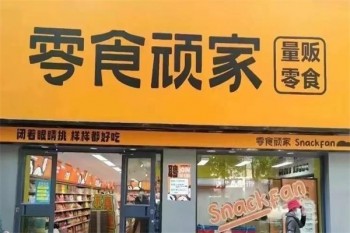 零食顽家
量贩
零食
闭着眼睛挑 样样都好吃
零食顽家 Snackfan
SnackFan